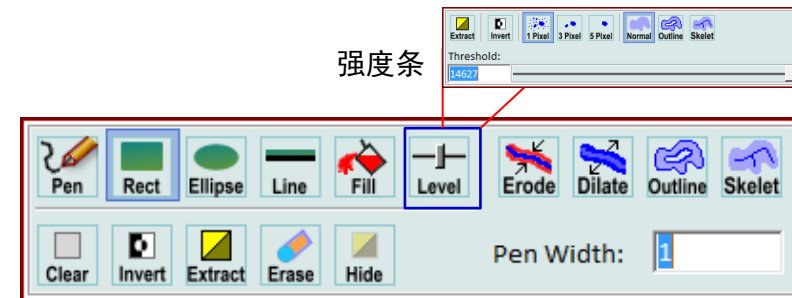 Extract Invert 1 Pixel 3 Pixel 5 Pixel Normal Outline Skelet
Threshold:
14627
强度条
Pen Rect Ellipse Line Fill Level Erode Dilate Outline Skelet
Clear Invert Extract Erase Hide Pen Width: 1